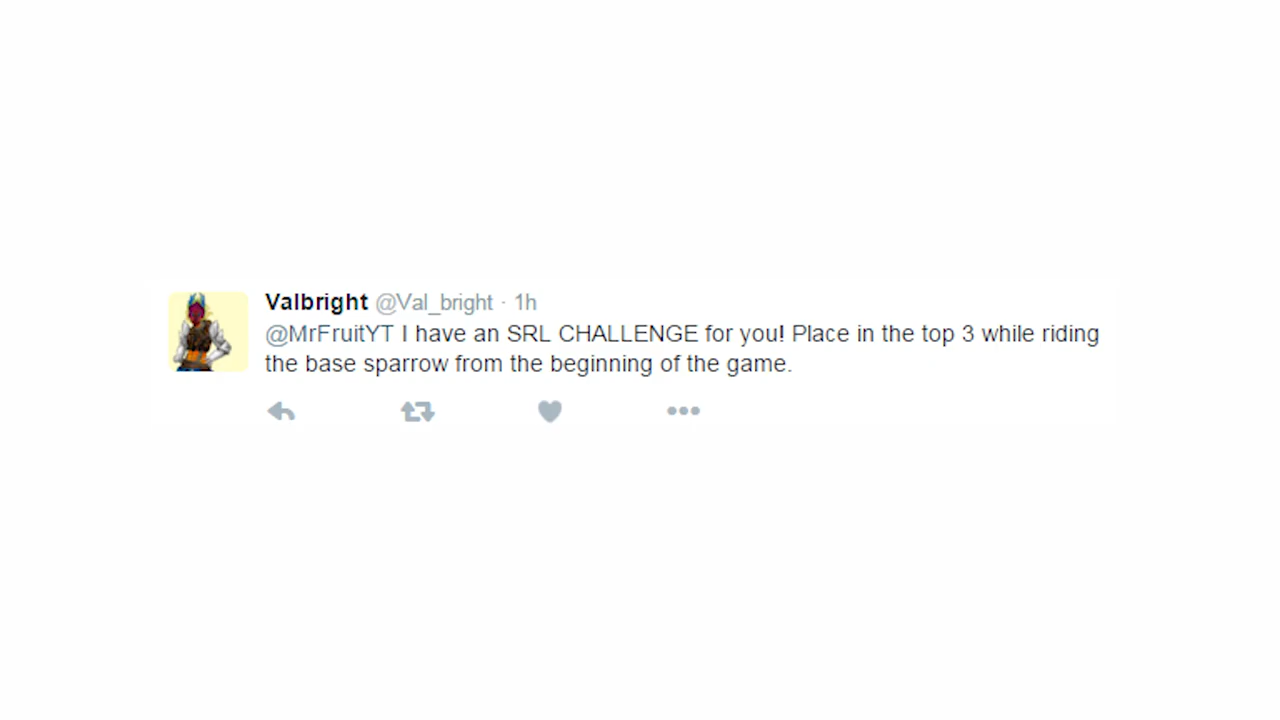 Valbright @Val_bright · 1h
@MrFruitYT I have an SRL CHALLENGE for you! Place in the top 3 while riding
the base sparrow from the beginning of the game.